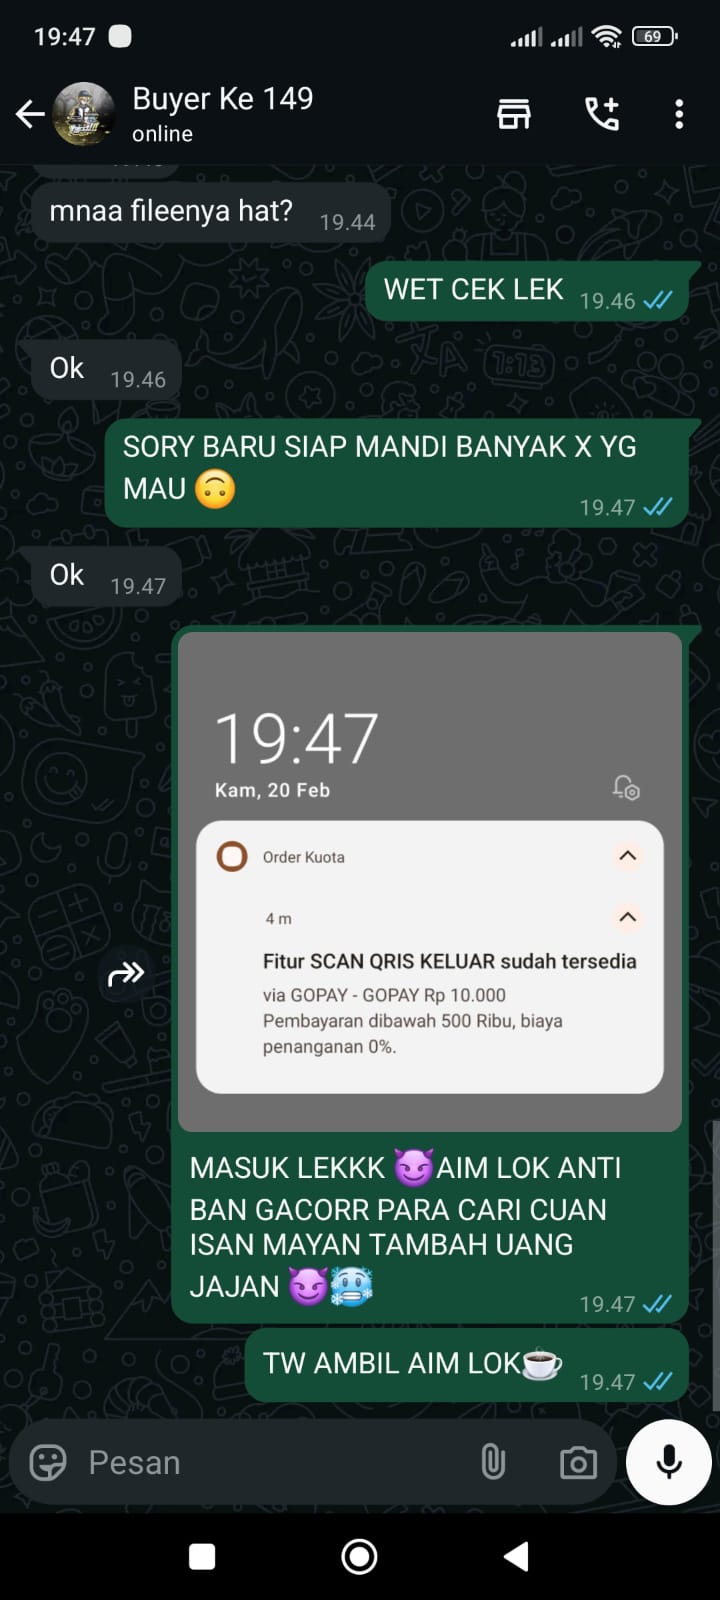 19:47
69
Buyer Ke 149
online
mnaa fileenya hat? 19.44
WET CEK LEK 19.46
Ok 19.46
SORY BARU SIAP MANDI BANYAK X YG
MAU 🙃 19.47
Ok 19.47
19:47
Kam, 20 Feb
Order Kuota
4 m
Fitur SCAN QRIS KELUAR sudah tersedia
via GOPAY - GOPAY Rp 10.000
Pembayaran dibawah 500 Ribu, biaya
penanganan 0%.
MASUK LEKKK 😈AIM LOK ANTI
BAN GACORR PARA CARI CUAN
ISAN MAYAN TAMBAH UANG
JAJAN 😈🥶 19.47
TW AMBIL AIM LOK☕ 19.47
Pesan